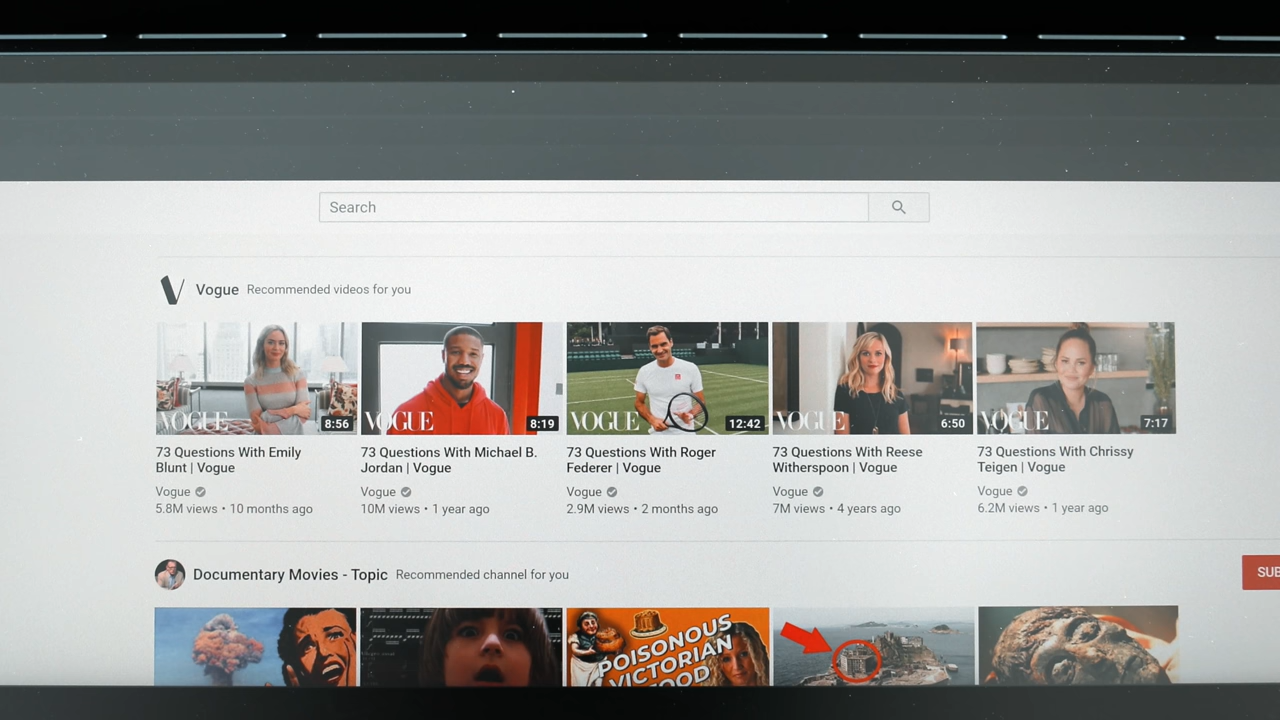 Search
Vogue Recommended videos for you
VOGUE 8:56
VOGUE 8:19
VOGUE 12:42
VOGUE 6:50
VOGUE 7:17
73 Questions With Emily
Blunt | Vogue
Vogue
5.8M views • 10 months ago
73 Questions With Michael B.
Jordan | Vogue
Vogue
10M views • 1 year ago
73 Questions With Roger
Federer | Vogue
Vogue
2.9M views • 2 months ago
73 Questions With Reese
Witherspoon | Vogue
Vogue
7M views • 4 years ago
73 Questions With Chrissy
Teigen | Vogue
Vogue
6.2M views • 1 year ago
Documentary Movies - Topic Recommended channel for you
SUB
POISONOUS
VICTORIAN
FOOD